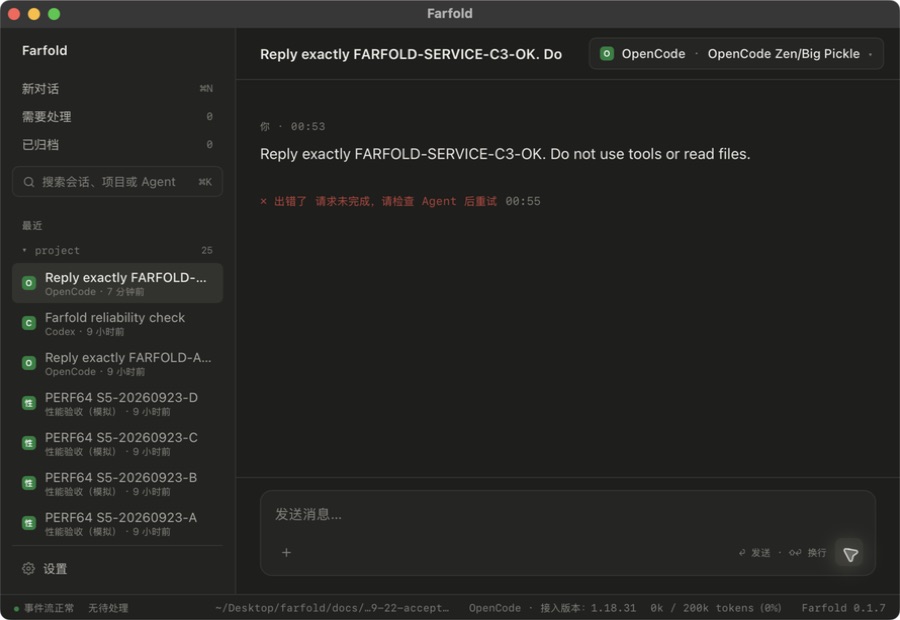 Farfold
Farfold
新对话 ⌘N
需要处理 0
已归档 0
搜索会话、项目或 Agent ⌘K
最近
• project 25
O Reply exactly FARFOLD-...
OpenCode · 7 分钟前
C Farfold reliability check
Codex · 9 小时前
O Reply exactly FARFOLD-A...
OpenCode · 9 小时前
性 PERF64 S5-20260923-D
性能验收（模拟） · 9 小时前
性 PERF64 S5-20260923-C
性能验收（模拟） · 9 小时前
性 PERF64 S5-20260923-B
性能验收（模拟） · 9 小时前
性 PERF64 S5-20260923-A
性能验收（模拟） · 9 小时前
设置
Reply exactly FARFOLD-SERVICE-C3-OK. Do
O OpenCode · OpenCode Zen/Big Pickle ·
你 · 00:53
Reply exactly FARFOLD-SERVICE-C3-OK. Do not use tools or read files.
× 出错了 请求未完成，请检查 Agent 后重试 00:55
发送消息...
+ ↵ 发送 · ⇧↵ 换行
● 事件流正常 无待处理 ~/Desktop/farfold/docs/…9-22-accept… OpenCode · 接入版本: 1.18.31 0k / 200k tokens (0%) Farfold 0.1.7